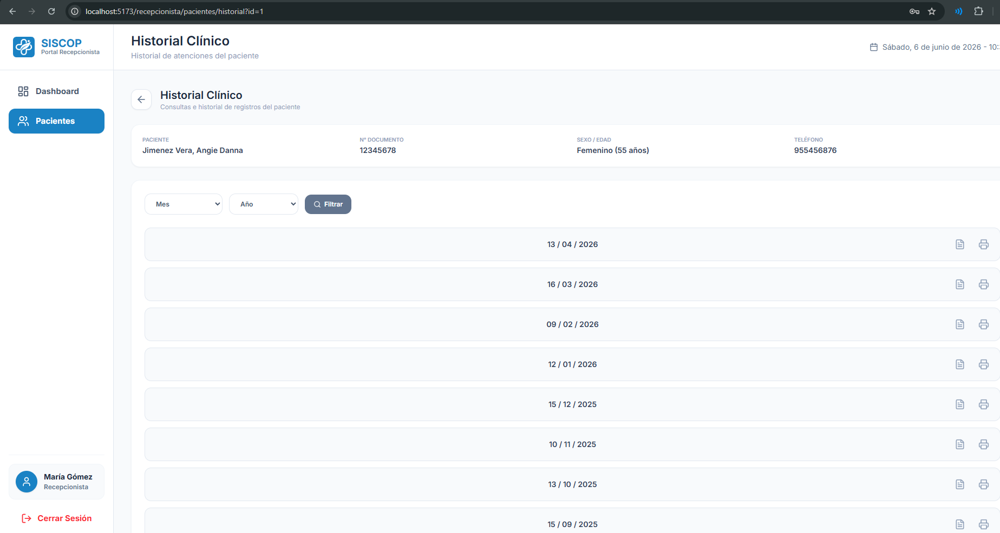 localhost:5173/recepcionista/pacientes/historial?id=1
SISCOP
Portal Recepcionista
Historial Clínico
Historial de atenciones del paciente
Sábado, 6 de junio de 2026 - 10:
Dashboard
Pacientes
Historial Clínico
Consultas e historial de registros del paciente
PACIENTE
Jimenez Vera, Angie Danna
N° DOCUMENTO
12345678
SEXO / EDAD
Femenino (55 años)
TELÉFONO
955456876
Mes
Año
Filtrar
13 / 04 / 2026
16 / 03 / 2026
09 / 02 / 2026
12 / 01 / 2026
15 / 12 / 2025
10 / 11 / 2025
13 / 10 / 2025
15 / 09 / 2025
María Gómez
Recepcionista
Cerrar Sesión